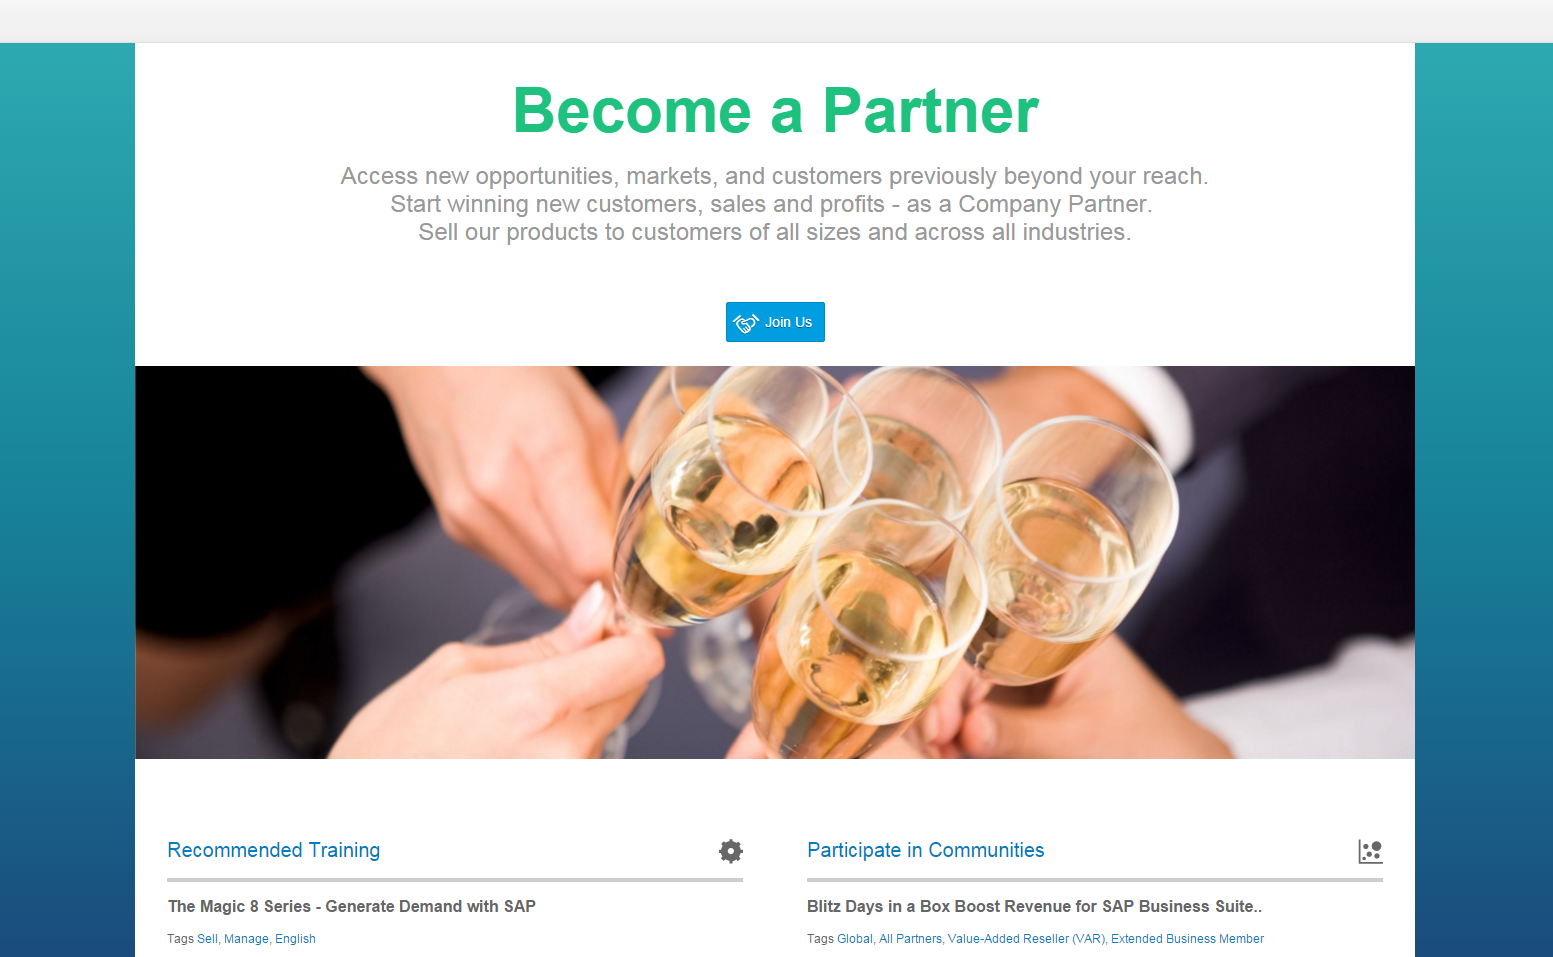 Become a Partner
Access new opportunities, markets, and customers previously beyond your reach.
Start winning new customers, sales and profits - as a Company Partner.
Sell our products to customers of all sizes and across all industries.
Join Us
Recommended Training
The Magic 8 Series - Generate Demand with SAP
Tags Sell, Manage, English
Participate in Communities
Blitz Days in a Box Boost Revenue for SAP Business Suite..
Tags Global, All Partners, Value-Added Reseller (VAR), Extended Business Member